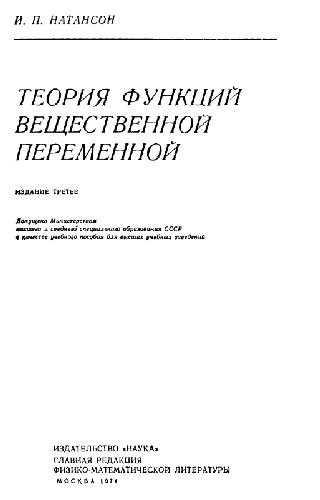 И. П. НАТАНСОН
ТЕОРИЯ ФУНКЦИЙ
ВЕЩЕСТВЕННОЙ
ПЕРЕМЕННОЙ
ИЗДАНИЕ ТРЕТЬЕ
Допущено Министерством
высшего и среднего специального образования СССР
в качестве учебного пособия для высших учебных заведений
ИЗДАТЕЛЬСТВО «НАУКА»
ГЛАВНАЯ РЕДАКЦИЯ
ФИЗИКО-МАТЕМАТИЧЕСКОЙ ЛИТЕРАТУРЫ
МОСКВА 1974